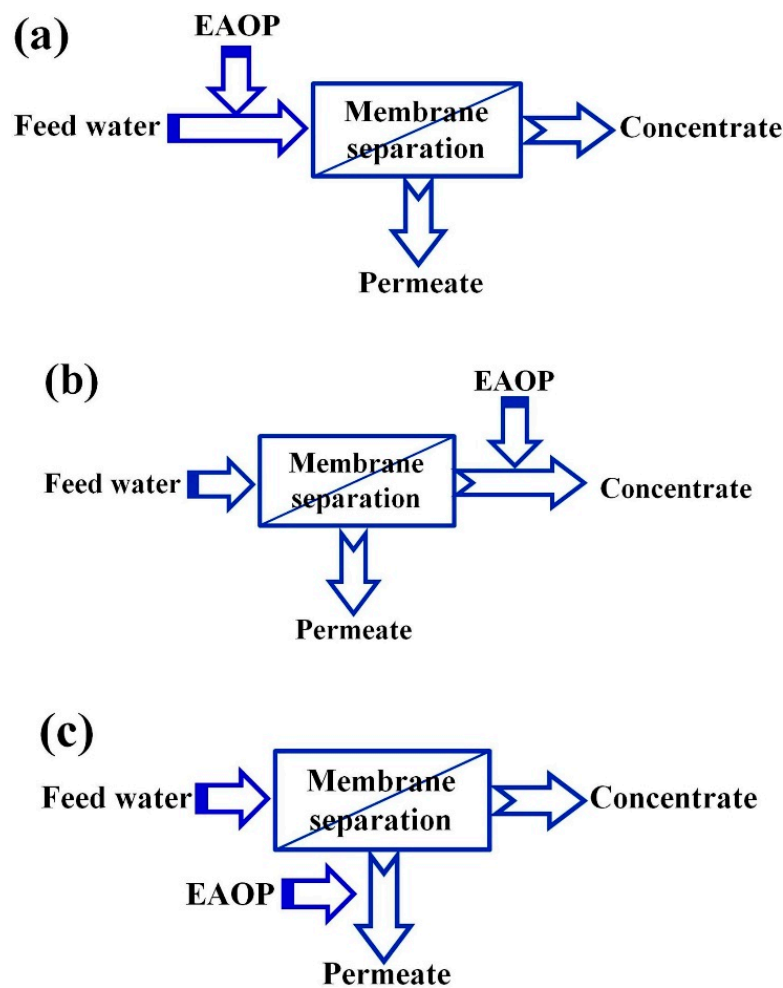 (a)
EAOP
Feed water
Membrane
separation
Concentrate
Permeate
(b)
EAOP
Feed water
Membrane
separation
Concentrate
Permeate
(c)
Feed water
Membrane
separation
Concentrate
EAOP
Permeate